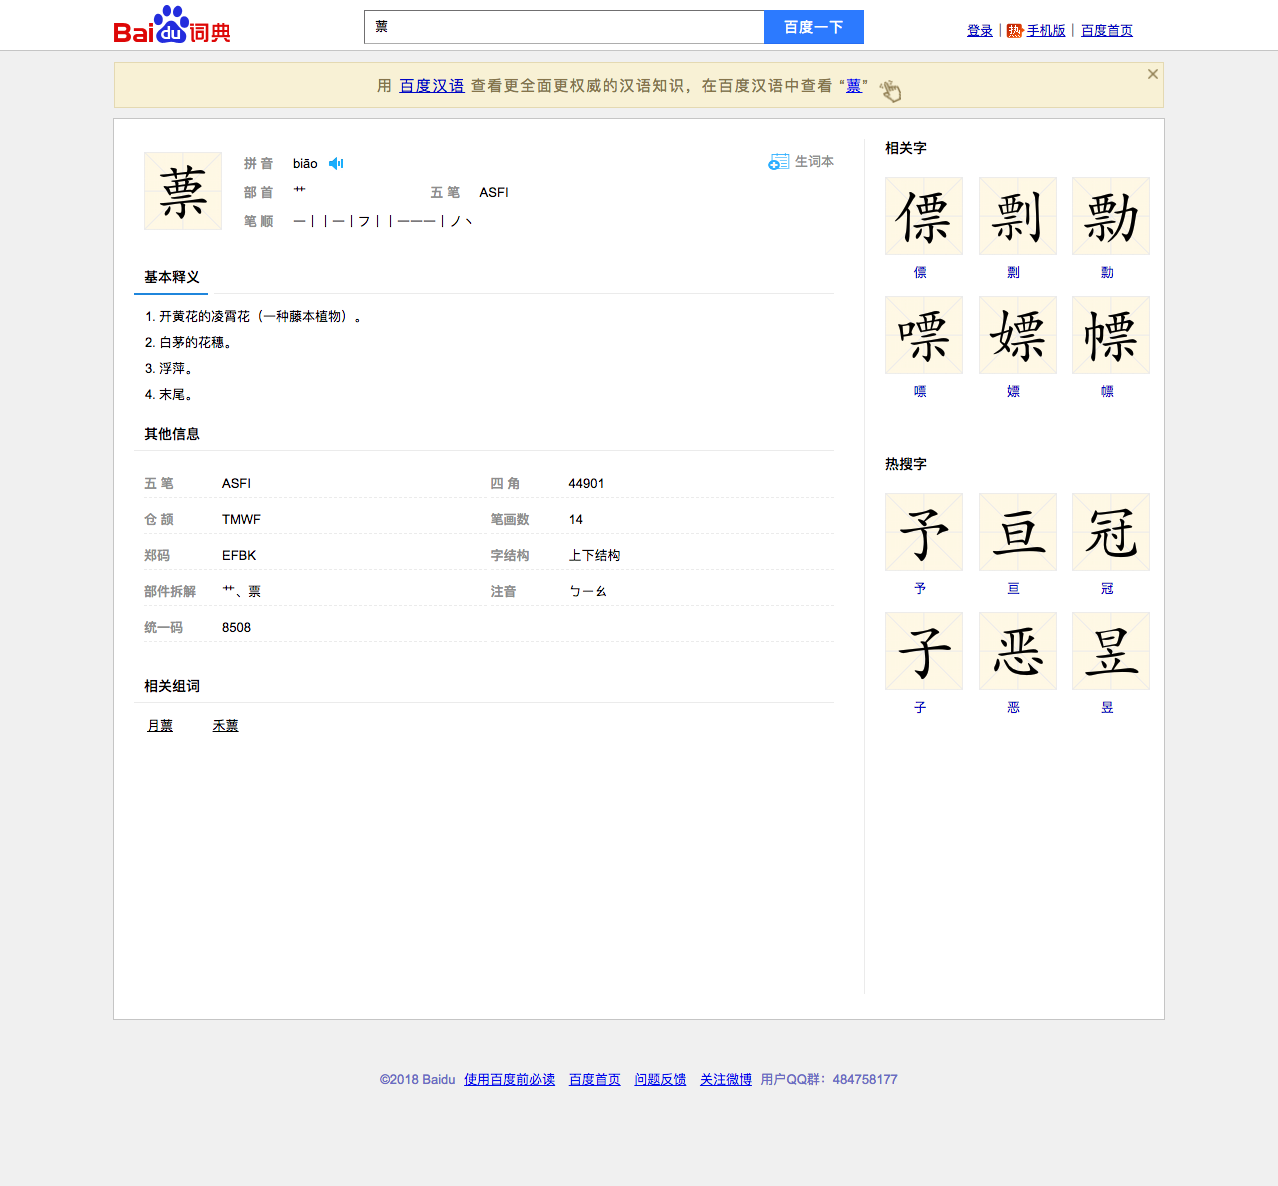 Baidu词典
蔈
百度一下
登录 | 热 手机版 | 百度首页
用 百度汉语 查看更全面更权威的汉语知识，在百度汉语中查看 “蔈”
蔈
拼 音 biāo
生词本
部 首 艹 五 笔 ASFI
笔 顺 一丨丨一丨フ丨丨一一一丨ノ丶
基本释义
1. 开黄花的凌霄花（一种藤本植物）。
2. 白茅的花穗。
3. 浮萍。
4. 末尾。
其他信息
五 笔 ASFI 四 角 44901
仓 颉 TMWF 笔画数 14
郑码 EFBK 字结构 上下结构
部件拆解 艹、票 注音 ㄅㄧㄠ
统一码 8508
相关组词
月蔈 禾蔈
相关字
僄 剽 勡
僄 剽 勡
嘌 嫖 幖
嘌 嫖 幖
热搜字
予 亘 冠
予 亘 冠
子 恶 昱
子 恶 昱
©2018 Baidu 使用百度前必读 百度首页 问题反馈 关注微博 用户QQ群：484758177